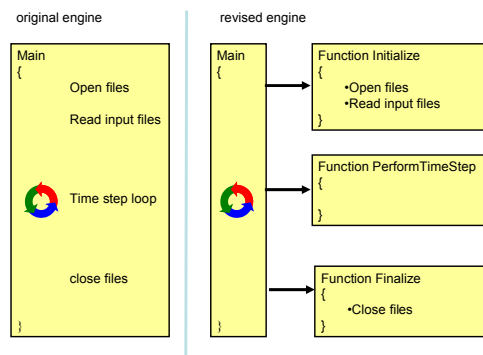 original engine
Main
{
Open files
Read input files
Time step loop
close files
}
revised engine
Main
{
}
Function Initialize
{
•Open files
•Read input files
}
Function PerformTimeStep
{
}
Function Finalize
{
•Close files
}